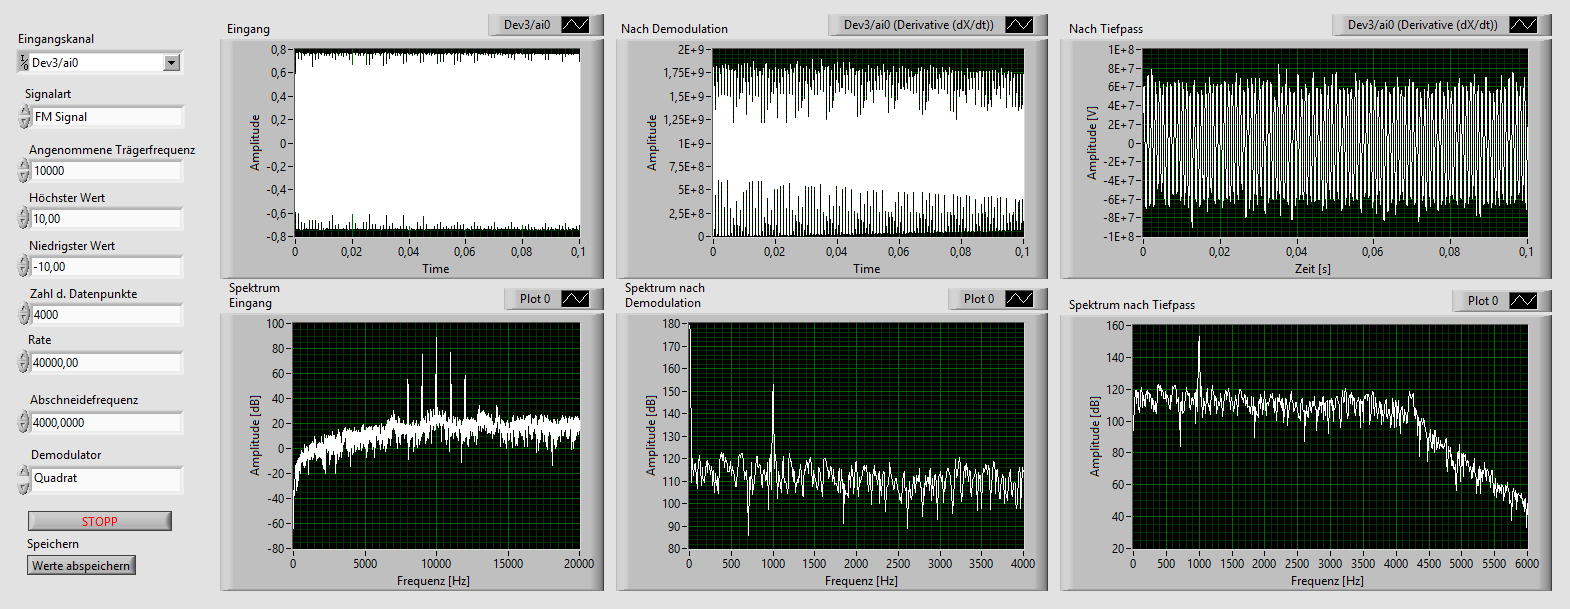 Eingangskanal
I/O Dev3/ai0
Signalart
FM Signal
Angenommene Trägerfrequenz
10000
Höchster Wert
10,00
Niedrigster Wert
-10,00
Zahl d. Datenpunkte
4000
Rate
40000,00
Abschneidefrequenz
4000,0000
Demodulator
Quadrat
STOPP
Speichern
Werte abspeichern
Eingang
Dev3/ai0
Amplitude
0,8
0,6
0,4
0,2
0
-0,2
-0,4
-0,6
-0,8
0 0,02 0,04 0,06 0,08 0,1
Time
Nach Demodulation
Dev3/ai0 (Derivative (dX/dt))
Amplitude
2E+9
1,75E+9
1,5E+9
1,25E+9
1E+9
7,5E+8
5E+8
2,5E+8
0
0 0,02 0,04 0,06 0,08 0,1
Time
Nach Tiefpass
Dev3/ai0 (Derivative (dX/dt))
Amplitude [V]
1E+8
8E+7
6E+7
4E+7
2E+7
0
-2E+7
-4E+7
-6E+7
-8E+7
-1E+8
0 0,02 0,04 0,06 0,08 0,1
Zeit [s]
Spektrum
Eingang
Plot 0
Amplitude [dB]
100
80
60
40
20
0
-20
-40
-60
-80
0 5000 10000 15000 20000
Frequenz [Hz]
Spektrum nach
Demodulation
Plot 0
Amplitude [dB]
180
170
160
150
140
130
120
110
100
90
80
0 500 1000 1500 2000 2500 3000 3500 4000
Frequenz [Hz]
Spektrum nach Tiefpass
Plot 0
Amplitude [dB]
160
140
120
100
80
60
40
20
0 500 1000 1500 2000 2500 3000 3500 4000 4500 5000 5500 6000
Frequenz [Hz]